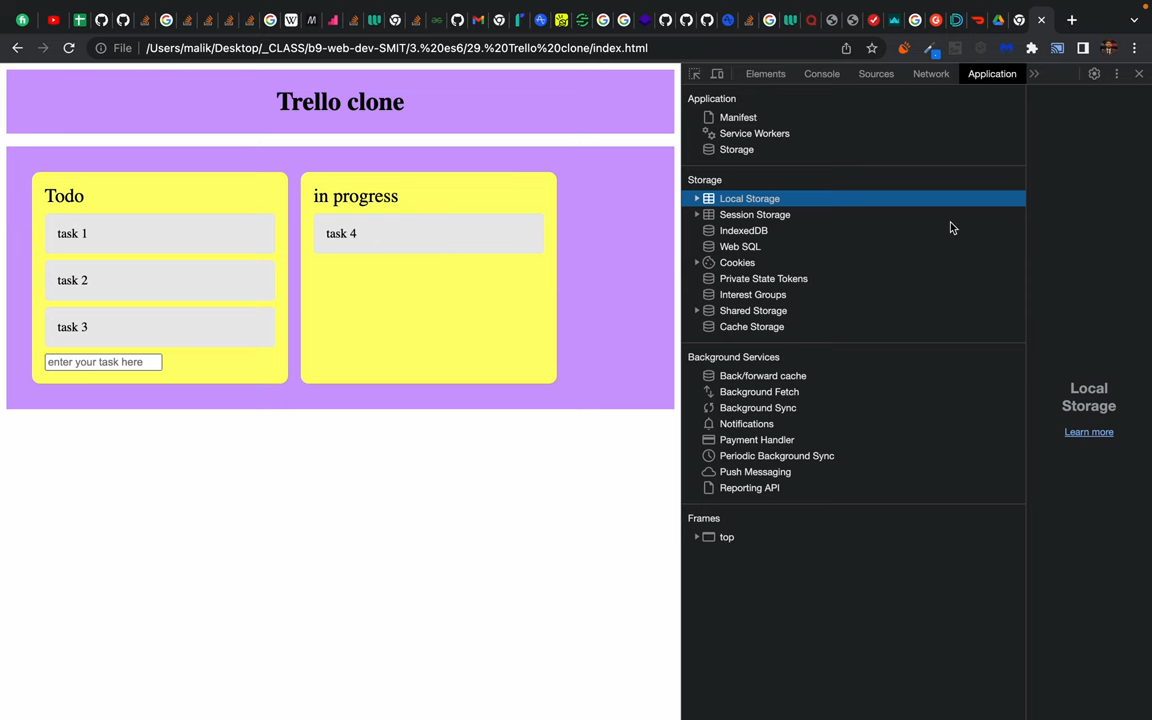 File
/Users/malik/Desktop/_CLASS/b9-web-dev-SMIT/3.%20es6/29.%20Trello%20clone/index.html
Elements
Console
Sources
Network
Application
Trello clone
Todo
task 1
task 2
task 3
enter your task here
in progress
task 4
Application
Manifest
Service Workers
Storage
Storage
Local Storage
Session Storage
IndexedDB
Web SQL
Cookies
Private State Tokens
Interest Groups
Shared Storage
Cache Storage
Background Services
Back/forward cache
Background Fetch
Background Sync
Notifications
Payment Handler
Periodic Background Sync
Push Messaging
Reporting API
Frames
top
Local
Storage
Learn more